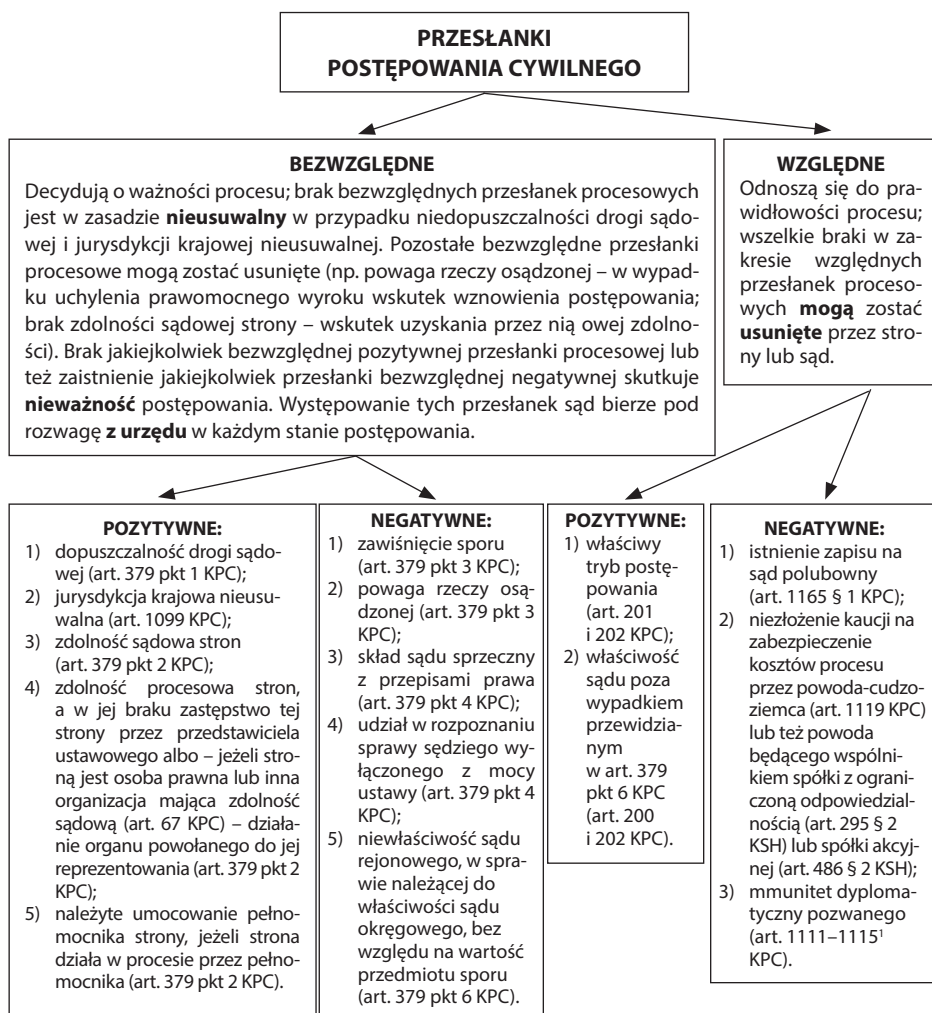 PRZESŁANKI
POSTĘPOWANIA CYWILNEGO
BEZWZGLĘDNE
Decydują o ważności procesu; brak bezwzględnych przesłanek procesowych
jest w zasadzie nieusuwalny w przypadku niedopuszczalności drogi sądo-
wej i jurysdykcji krajowej nieusuwalnej. Pozostałe bezwzględne przesłanki
procesowe mogą zostać usunięte (np. powaga rzeczy osądzonej – w wypad-
ku uchylenia prawomocnego wyroku wskutek wznowienia postępowania;
brak zdolności sądowej strony – wskutek uzyskania przez nią owej zdolno-
ści). Brak jakiejkolwiek bezwzględnej pozytywnej przesłanki procesowej lub
też zaistnienie jakiejkolwiek przesłanki bezwzględnej negatywnej skutkuje
nieważność postępowania. Występowanie tych przesłanek sąd bierze pod
rozwagę z urzędu w każdym stanie postępowania.
WZGLĘDNE
Odnoszą się do pra-
widłowości procesu;
wszelkie braki w za-
kresie względnych
przesłanek proceso-
wych mogą zostać
usunięte przez stro-
ny lub sąd.
POZYTYWNE:
1) dopuszczalność drogi sądo-
wej (art. 379 pkt 1 KPC);
2) jurysdykcja krajowa nieusu-
walna (art. 1099 KPC);
3) zdolność sądowa stron
(art. 379 pkt 2 KPC);
4) zdolność procesowa stron,
a w jej braku zastępstwo tej
strony przez przedstawiciela
ustawowego albo – jeżeli stro-
ną jest osoba prawna lub inna
organizacja mająca zdolność
sądową (art. 67 KPC) – działa-
nie organu powołanego do jej
reprezentowania (art. 379 pkt 2
KPC);
5) należyte umocowanie pełno-
mocnika strony, jeżeli strona
działa w procesie przez pełno-
mocnika (art. 379 pkt 2 KPC).
NEGATYWNE:
1) zawiśnięcie sporu
(art. 379 pkt 3 KPC);
2) powaga rzeczy osą-
dzonej (art. 379 pkt 3
KPC);
3) skład sądu sprzeczny
z przepisami prawa
(art. 379 pkt 4 KPC);
4) udział w rozpoznaniu
sprawy sędziego wy-
łączonego z mocy
ustawy (art. 379 pkt 4
KPC);
5) niewłaściwość sądu
rejonowego, w spra-
wie należącej do
właściwości sądu
okręgowego, bez
względu na wartość
przedmiotu sporu
(art. 379 pkt 6 KPC).
POZYTYWNE:
1) właściwy
tryb postę-
powania
(art. 201
i 202 KPC);
2) właściwość
sądu poza
wypadkiem
przewidzia-
nym
w art. 379
pkt 6 KPC
(art. 200
i 202 KPC).
NEGATYWNE:
1) istnienie zapisu na
sąd polubowny
(art. 1165 § 1 KPC);
2) niezłożenie kaucji na
zabezpieczenie
kosztów procesu
przez powoda-cudzo-
ziemca (art. 1119 KPC)
lub też powoda
będącego wspólni-
kiem spółki z ograni-
czoną odpowiedzial-
nością (art. 295 § 2
KSH) lub spółki akcyj-
nej (art. 486 § 2 KSH);
3) mmunitet dyploma-
tyczny pozwanego
(art. 1111–1115¹
KPC).